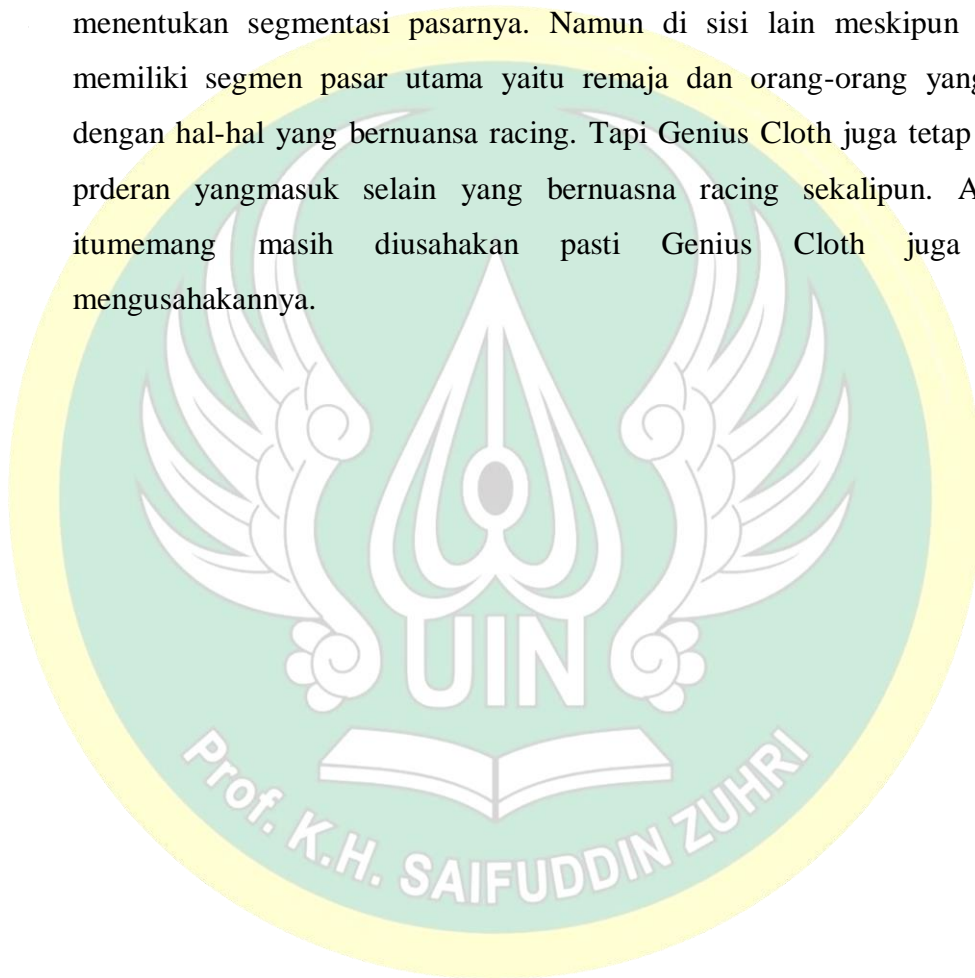 menentukan segmentasi pasarnya. Namun di sisi lain meskipun
memiliki segmen pasar utama yaitu remaja dan orang-orang yang
dengan hal-hal yang bernuansa racing. Tapi Genius Cloth juga tetap
prderan yangmasuk selain yang bernuasna racing sekalipun. A
itumemang masih diusahakan pasti Genius Cloth juga
mengusahakannya.
UIN
Prof. K.H. SAIFUDDIN ZUHRI